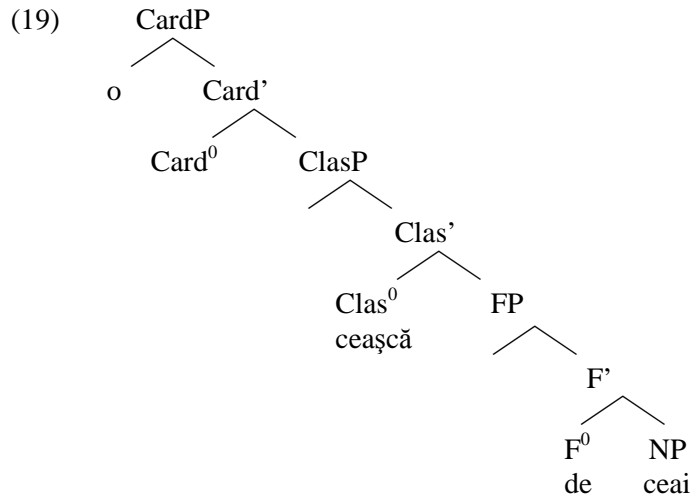 (19) CardP
o Card’
Card⁰ ClasP
Clas’
Clas⁰ FP
ceaşcă
F’
F⁰ NP
de ceai